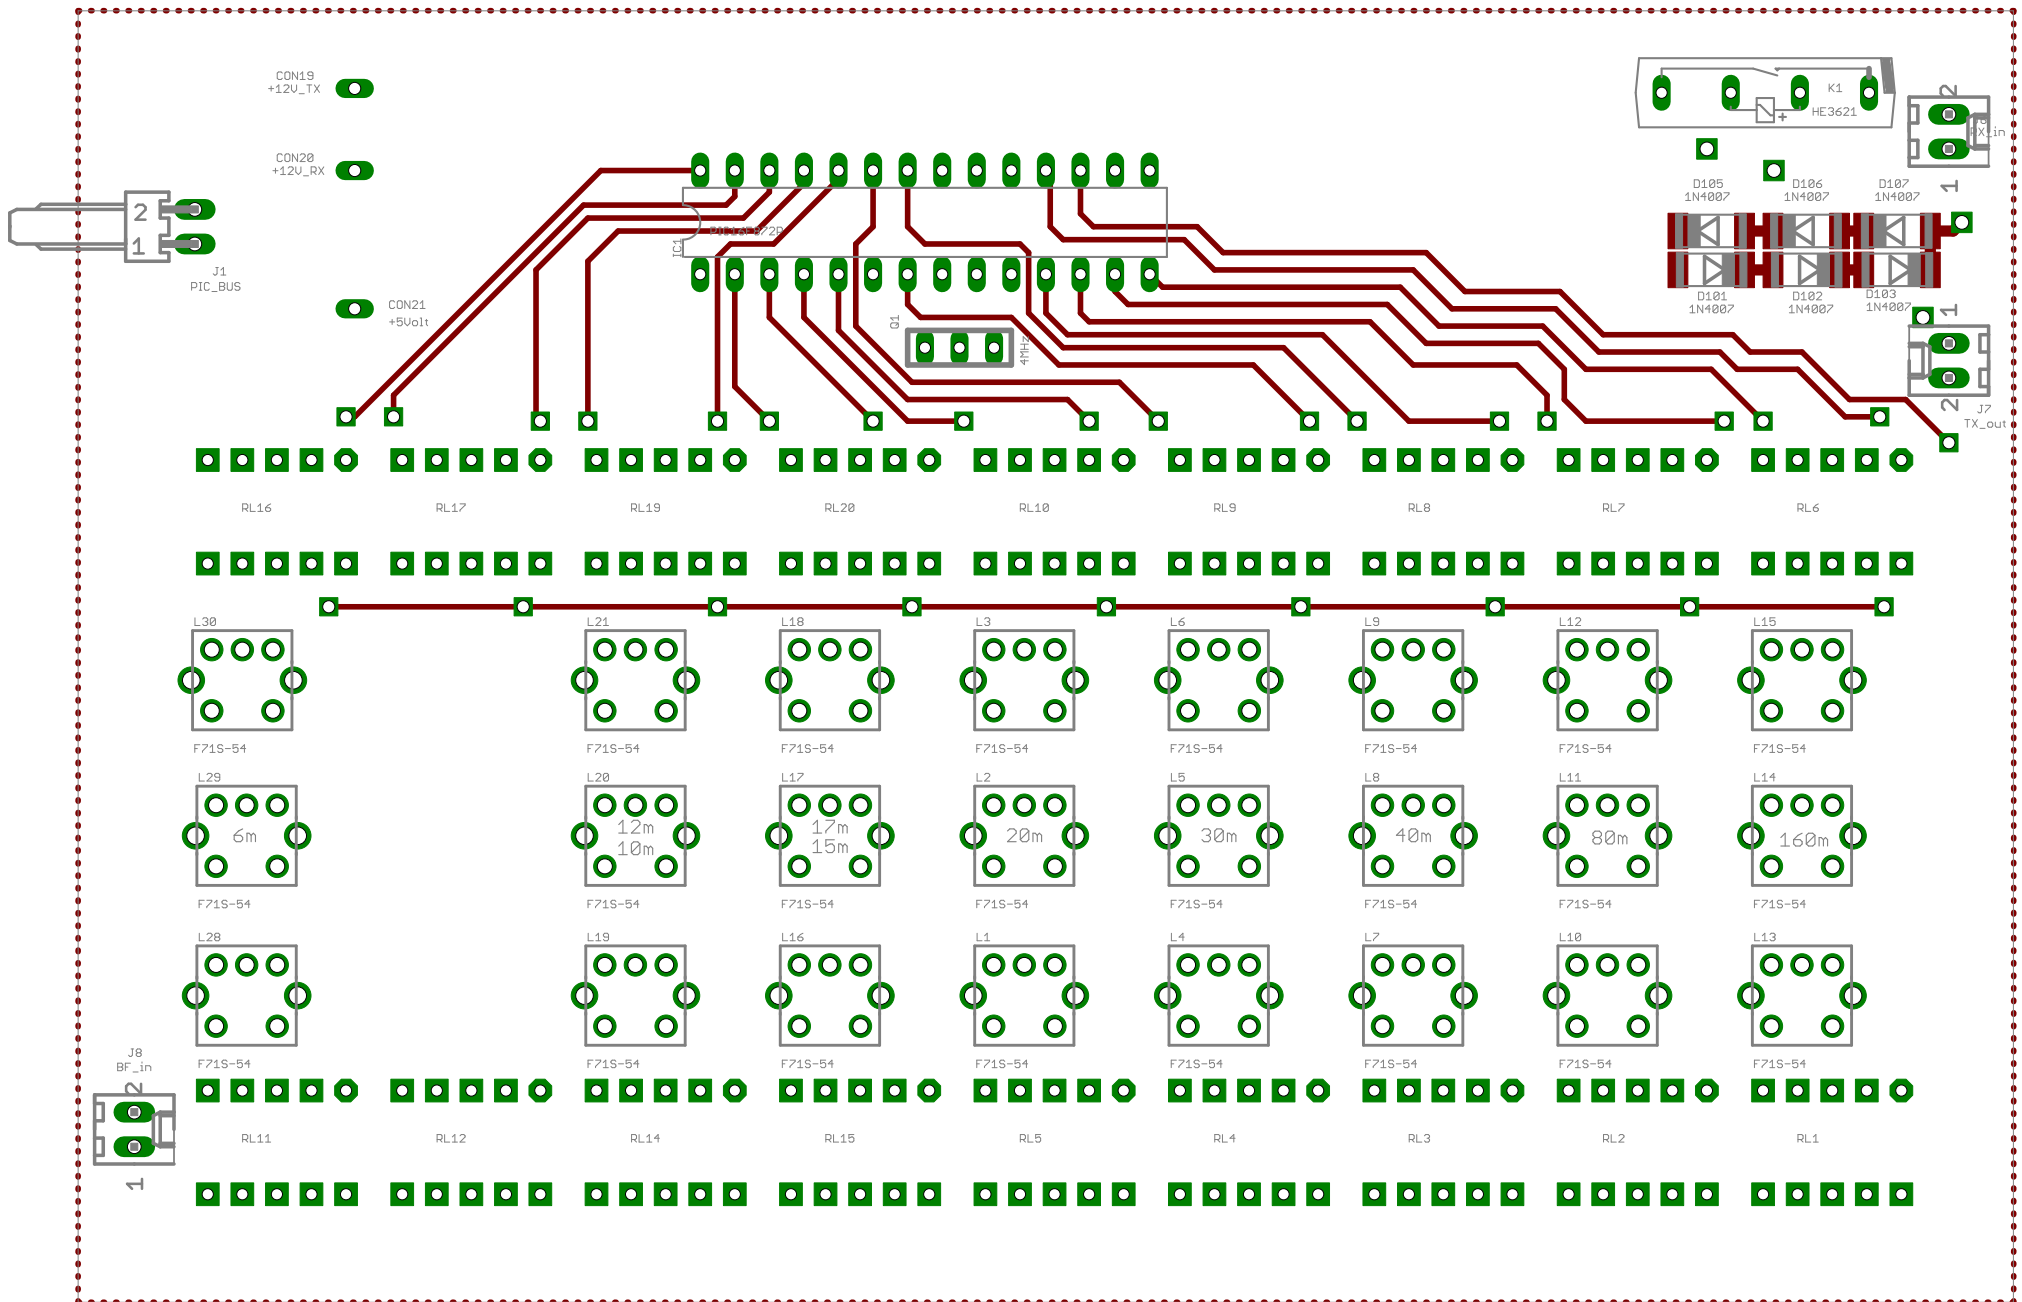 CON19
+12V_TX
K1
HE3621
2
RX_in
1
CON20
+12V_RX
D105
1N4007
D106
1N4007
D107
1N4007
2
1
J1
PIC_BUS
IC1
PIC16F872P
CON21
+5Volt
Q1
4MHz
D101
1N4007
D102
1N4007
D103
1N4007
1
2
J7
TX_out
RL16
RL17
RL19
RL20
RL10
RL9
RL8
RL7
RL6
L30
L21
L18
L3
L6
L9
L12
L15
F71S-54
F71S-54
F71S-54
F71S-54
F71S-54
F71S-54
F71S-54
F71S-54
L29
L20
L17
L2
L5
L8
L11
L14
6m
12m
10m
17m
15m
20m
30m
40m
80m
160m
F71S-54
F71S-54
F71S-54
F71S-54
F71S-54
F71S-54
F71S-54
F71S-54
L28
L19
L16
L1
L4
L7
L10
L13
F71S-54
F71S-54
F71S-54
F71S-54
F71S-54
F71S-54
F71S-54
F71S-54
J8
BF_in
2
1
RL11
RL12
RL14
RL15
RL5
RL4
RL3
RL2
RL1